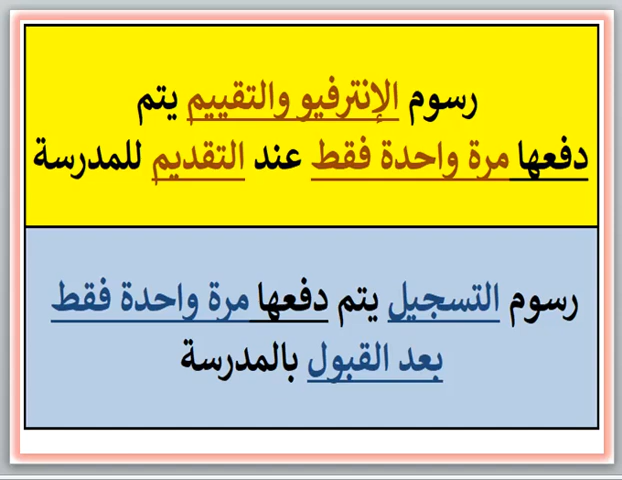 رسوم الإنترفيو والتقييم يتم
دفعها مرة واحدة فقط عند التقديم للمدرسة
رسوم التسجيل يتم دفعها مرة واحدة فقط
بعد القبول بالمدرسة